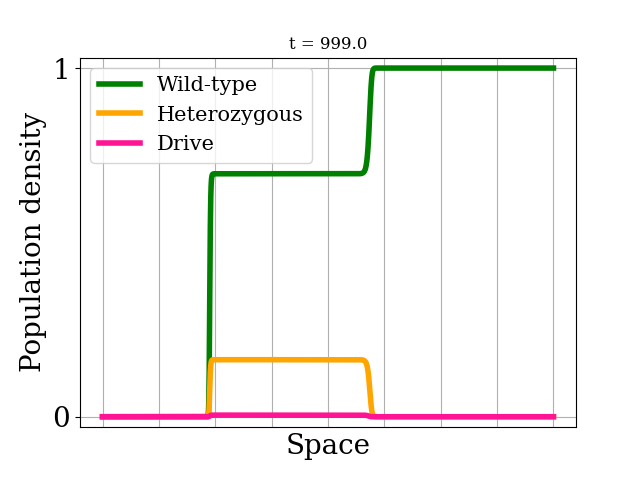 t = 999.0
1
Wild-type
Heterozygous
Drive
Population density
0
Space